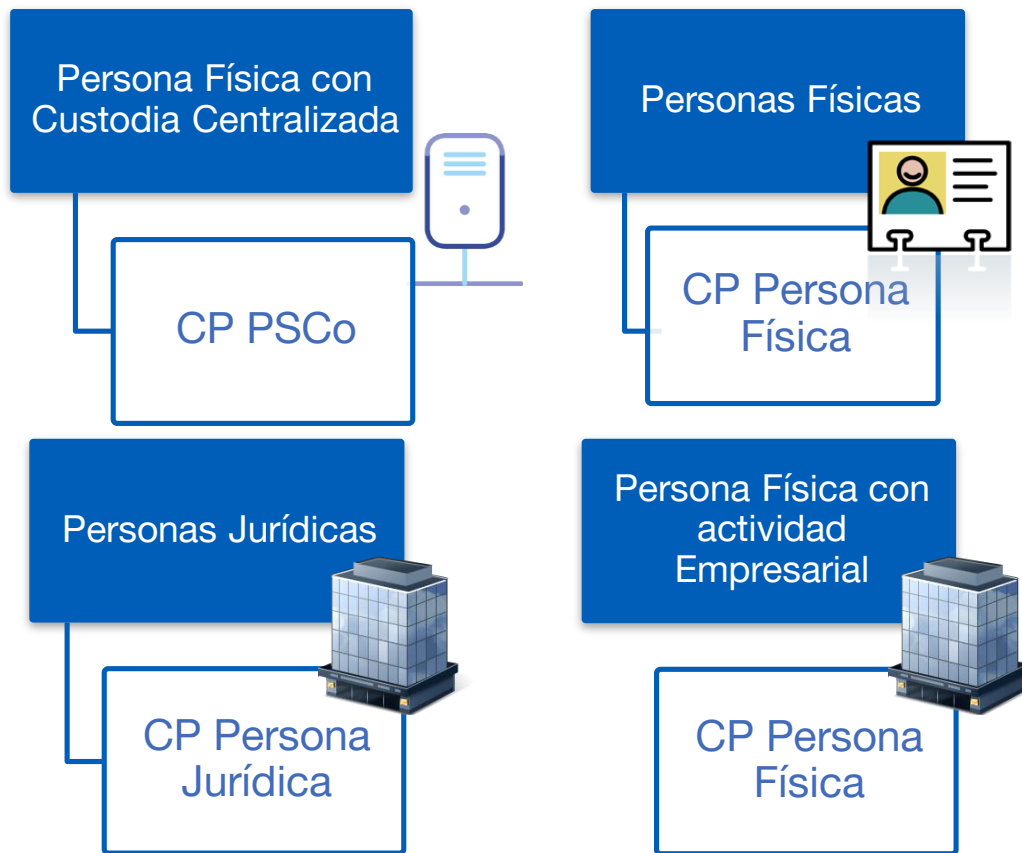 Persona Física con
Custodia Centralizada
CP PSCo
Personas Físicas
CP Persona
Física
Personas Jurídicas
CP Persona
Jurídica
Persona Física con
actividad
Empresarial
CP Persona
Física